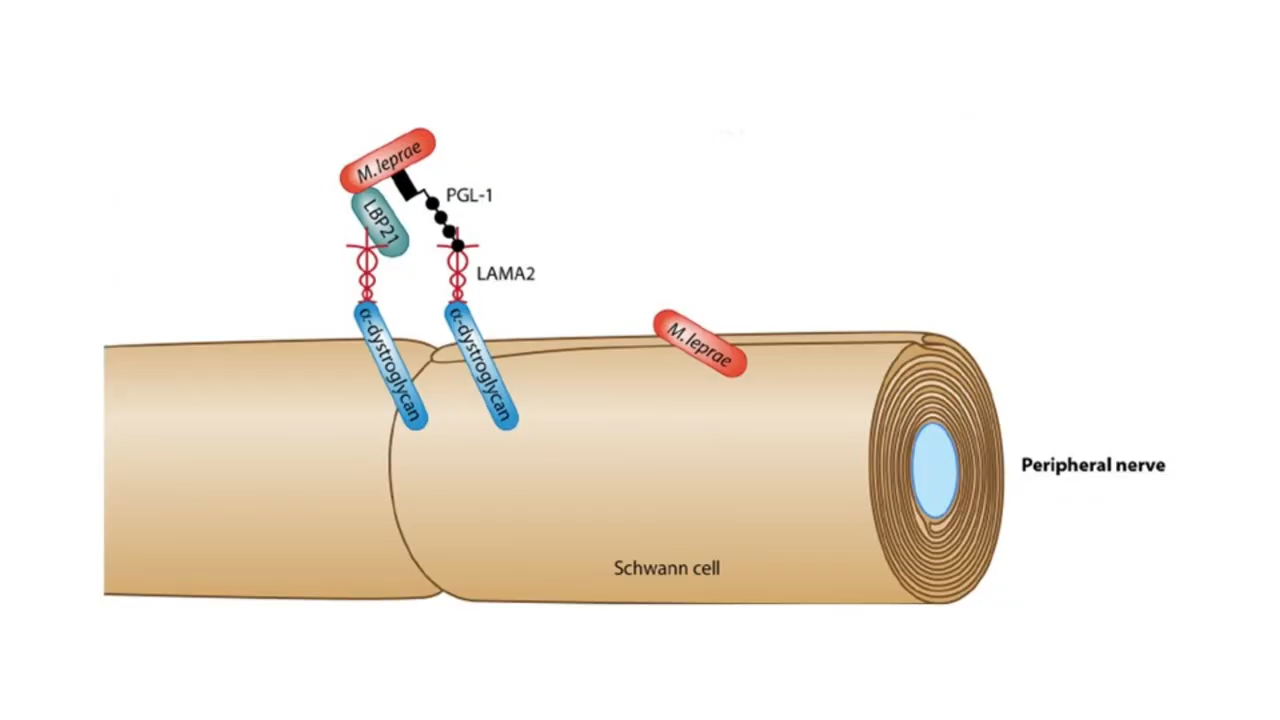 M. leprae
PGL-1
LBP21
LAMA2
α-dystroglycan
α-dystroglycan
M. leprae
Peripheral nerve
Schwann cell